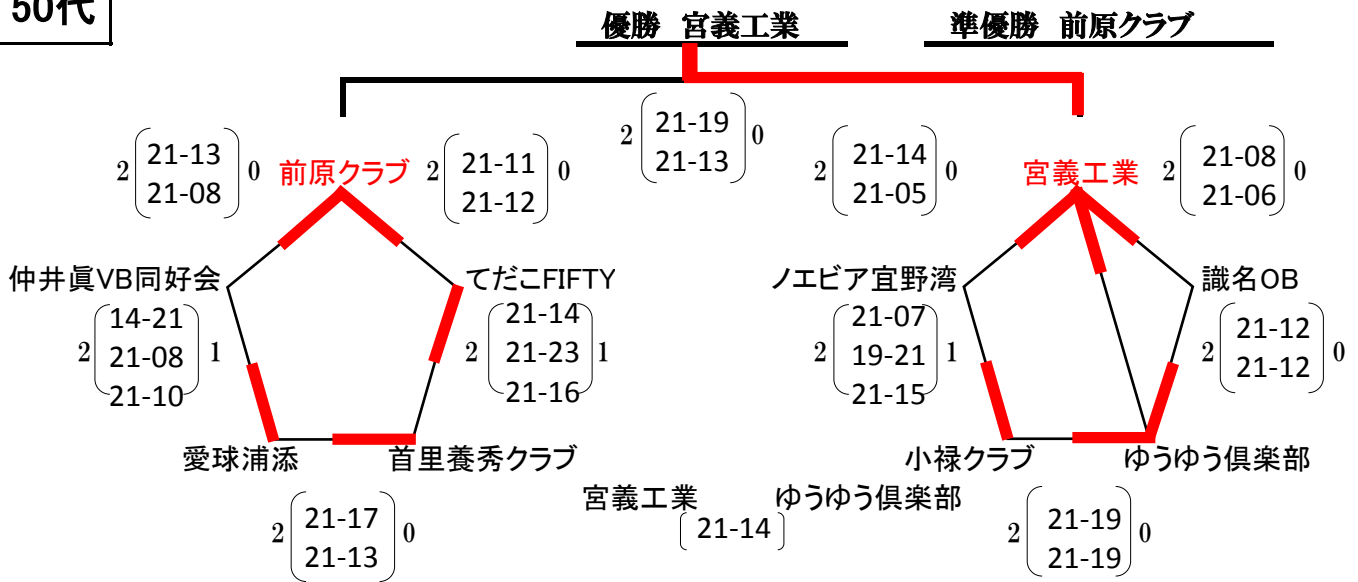 50代
優勝 宮義工業
準優勝 前原クラブ
2 21-19 0
21-13
2 21-13 0
21-08
前原クラブ
2 21-11 0
21-12
2 21-14 0
21-05
宮義工業
2 21-08 0
21-06
仲井眞VB同好会
てだこFIFTY
ノエビア宜野湾
識名OB
14-21
2 21-08 1
21-10
21-14
2 21-23 1
21-16
21-07
2 19-21 1
21-15
2 21-12 0
21-12
愛球浦添
首里養秀クラブ
小禄クラブ
ゆうゆう倶楽部
2 21-17 0
21-13
宮義工業 ゆうゆう倶楽部
21-14
2 21-19 0
21-19